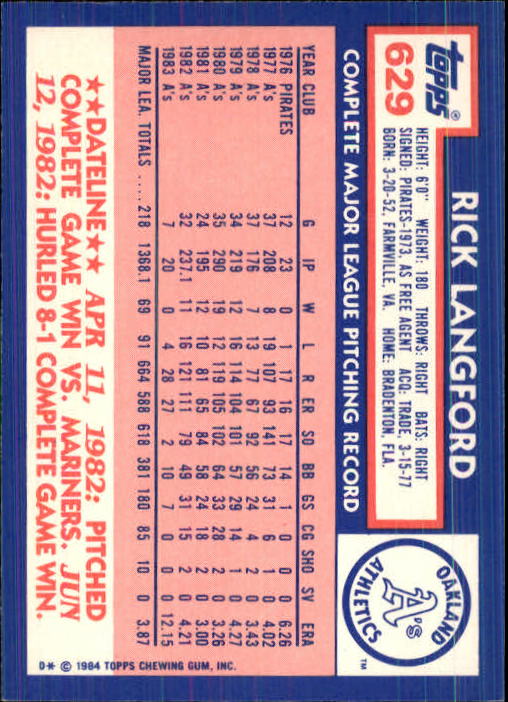 topps
629
RICK LANGFORD
HEIGHT: 6'0" WEIGHT: 180 THROWS: RIGHT DATS: RIGHT
SIGNED: PIRATES-1973, AS FREE AGENT ACQ: TRADE, 3-15-77
BORN: 3-20-52, FARMVILLE, VA. HOME: BRADENTON, FLA.
OAKLAND
A's
ATHLETICS
TM
COMPLETE MAJOR LEAGUE PITCHING RECORD
YEAR CLUB G IP W L R ER SO BB GS CG SHO SV ERA
1976 PIRATES 12 23 0 1 17 16 17 14 1 0 0 0 6.26
1977 A's 37 208 8 19 107 93 141 73 31 6 1 0 4.02
1978 A's 37 176 7 13 77 67 92 56 24 4 2 0 3.43
1979 A's 34 219 12 16 114 104 101 57 29 14 1 0 4.27
1980 A's 35 290 19 12 119 105 102 64 33 28 2 0 3.26
1981 A's 24 195 12 10 81 65 84 58 24 18 2 0 3.00
1982 A's 32 237.1 11 16 121 111 79 49 31 15 2 0 4.21
1983 A's 7 20 0 4 28 27 2 10 7 0 0 0 12.15
MAJOR LEA. TOTALS ..... 218 1368.1 69 91 664 588 618 381 180 85 10 0 3.87
★★DATELINE★★ APR 11, 1982: PITCHED
COMPLETE GAME WIN VS. MARINERS. JUY
12, 1982: HURLED 8-1 COMPLETE GAME WIN.
D* © 1984 TOPPS CHEWING GUM, INC.